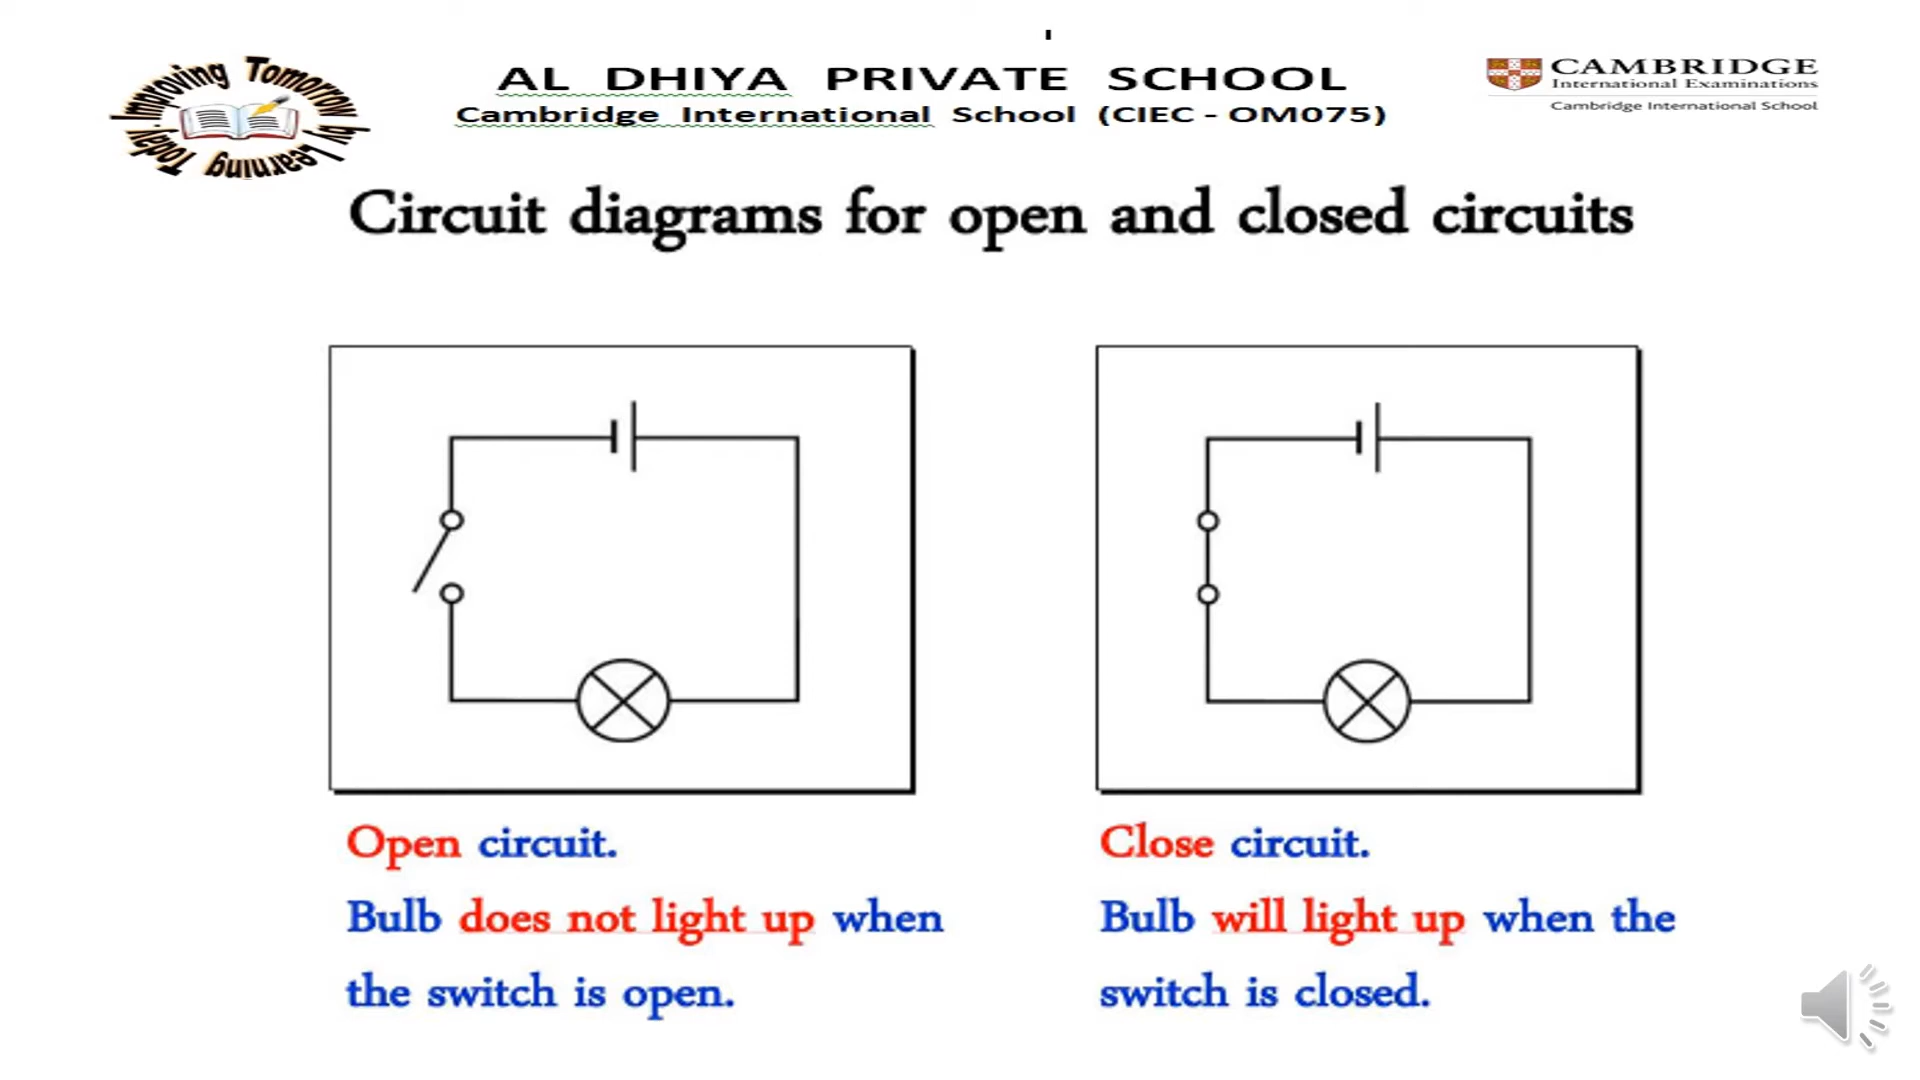 Improving Tomorrow by Learning Today.
AL DHIYA PRIVATE SCHOOL
Cambridge International School (CIEC - OM075)
CAMBRIDGE
International Examinations
Cambridge International School
Circuit diagrams for open and closed circuits
Open circuit.
Bulb does not light up when
the switch is open.
Close circuit.
Bulb will light up when the
switch is closed.